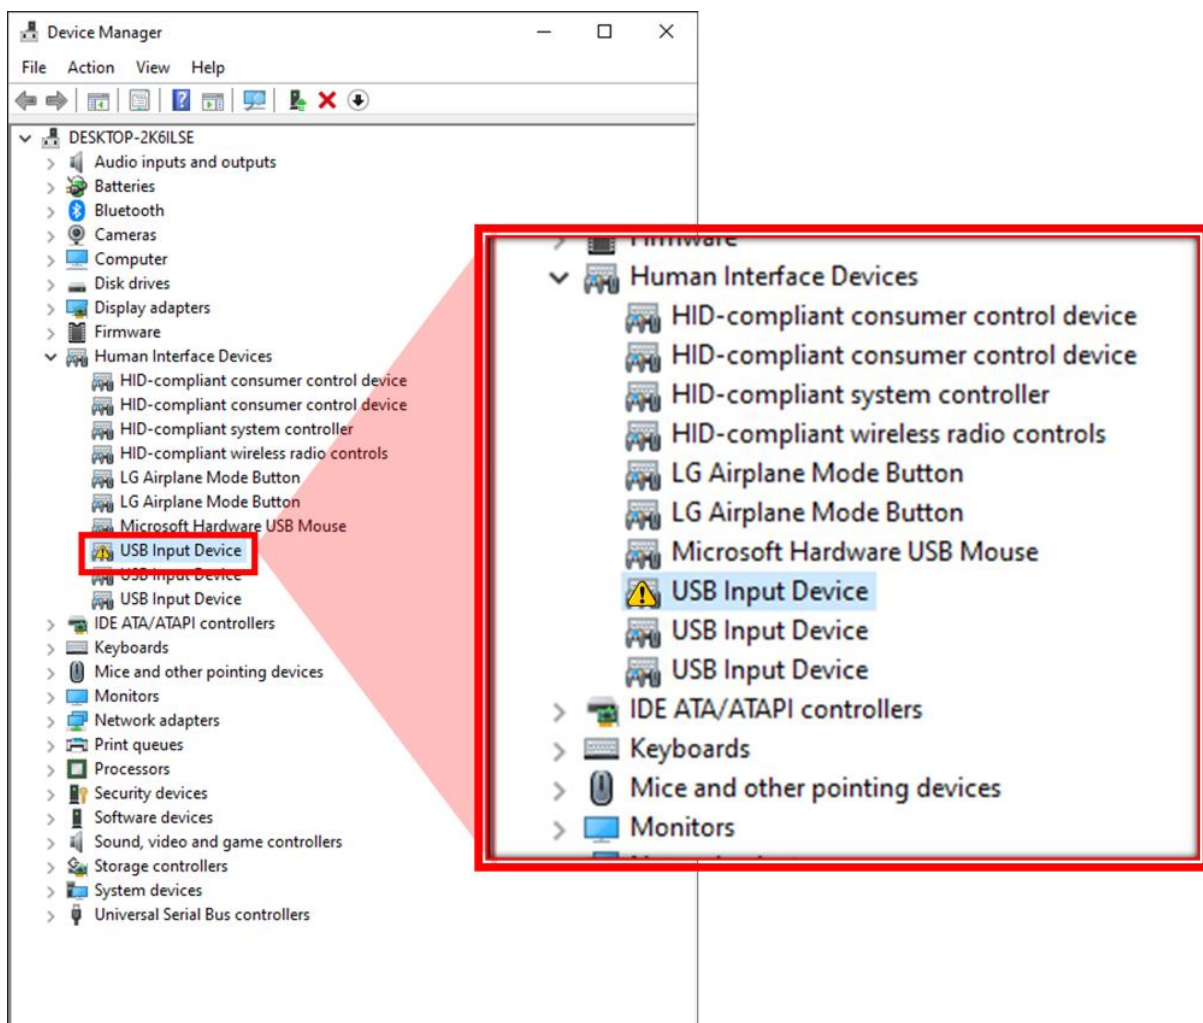 Device Manager
File Action View Help
DESKTOP-2K6ILSE
Audio inputs and outputs
Batteries
Bluetooth
Cameras
Computer
Disk drives
Display adapters
Firmware
Human Interface Devices
HID-compliant consumer control device
HID-compliant consumer control device
HID-compliant system controller
HID-compliant wireless radio controls
LG Airplane Mode Button
LG Airplane Mode Button
Microsoft Hardware USB Mouse
USB Input Device
USB Input Device
USB Input Device
IDE ATA/ATAPI controllers
Keyboards
Mice and other pointing devices
Monitors
Network adapters
Print queues
Processors
Security devices
Software devices
Sound, video and game controllers
Storage controllers
System devices
Universal Serial Bus controllers
Firmware
Human Interface Devices
HID-compliant consumer control device
HID-compliant consumer control device
HID-compliant system controller
HID-compliant wireless radio controls
LG Airplane Mode Button
LG Airplane Mode Button
Microsoft Hardware USB Mouse
USB Input Device
USB Input Device
USB Input Device
IDE ATA/ATAPI controllers
Keyboards
Mice and other pointing devices
Monitors